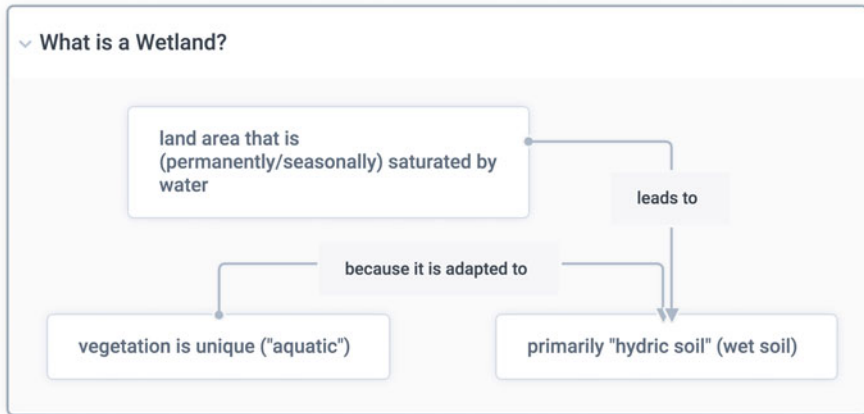 What is a Wetland?
land area that is
(permanently/seasonally) saturated by
water
leads to
because it is adapted to
vegetation is unique ("aquatic")
primarily "hydric soil" (wet soil)